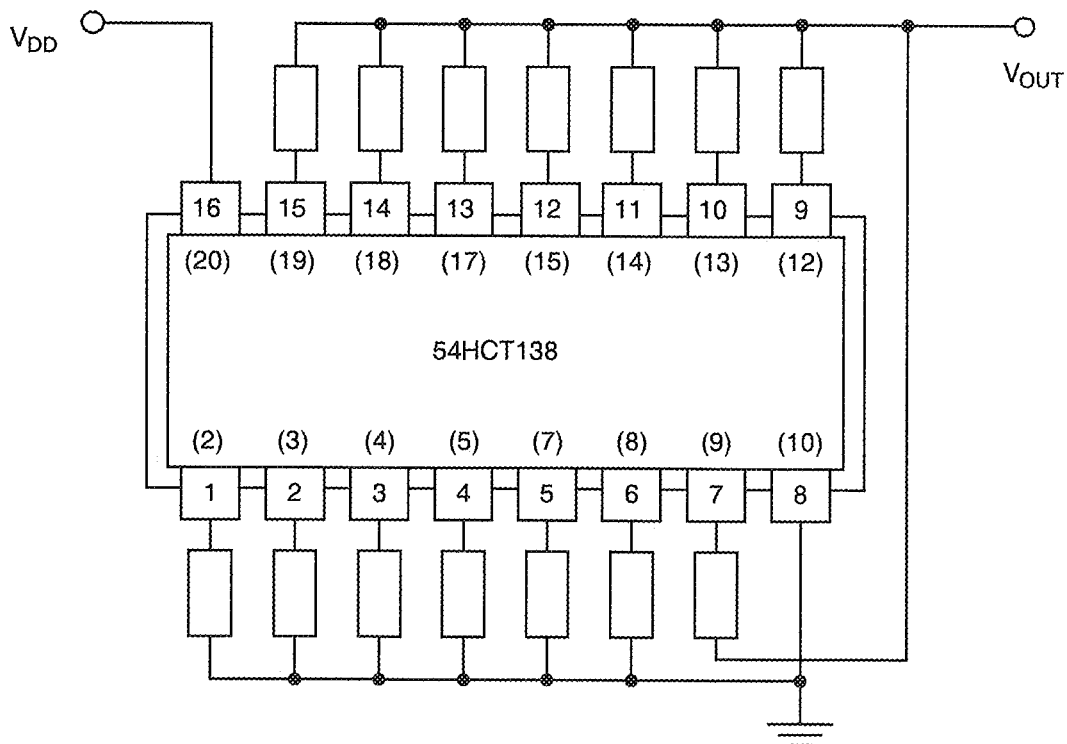 V_DD
V_OUT
16 15 14 13 12 11 10 9
(20) (19) (18) (17) (15) (14) (13) (12)
54HCT138
(2) (3) (4) (5) (7) (8) (9) (10)
1 2 3 4 5 6 7 8